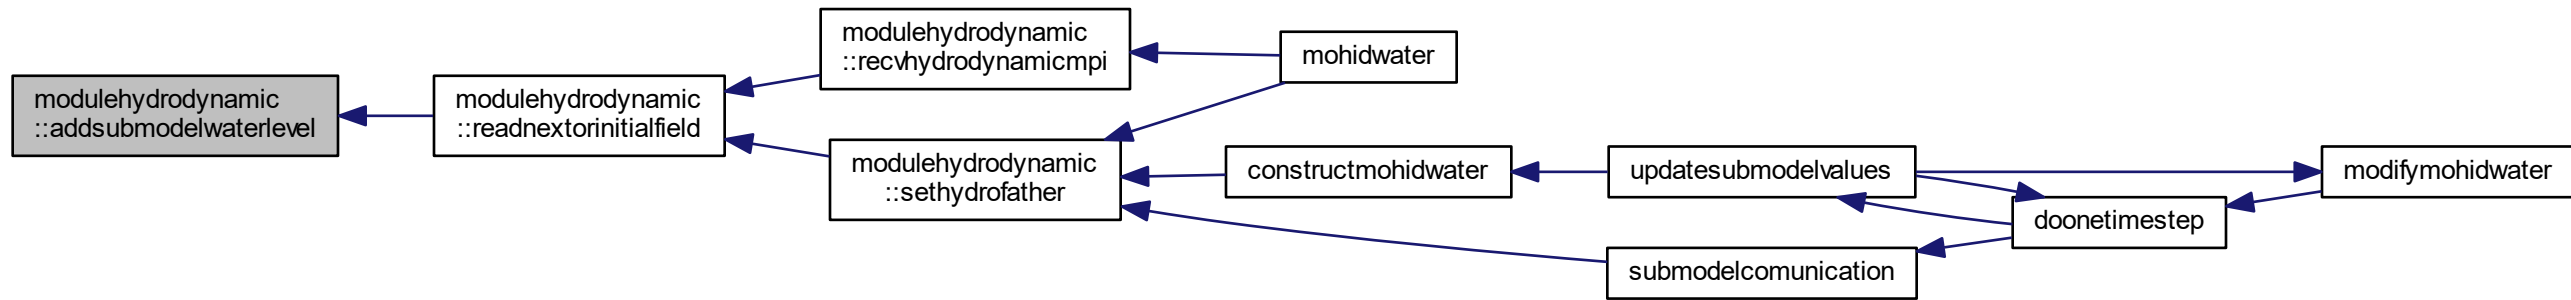 modulehydrodynamic
::addsubmodelwaterlevel
modulehydrodynamic
::readnextorinitialfield
modulehydrodynamic
::recvhydrodynamicmpi
mohidwater
modulehydrodynamic
::sethydrofather
constructmohidwater
updatesubmodelvalues
modifymohidwater
doonetimestep
submodelcomunication